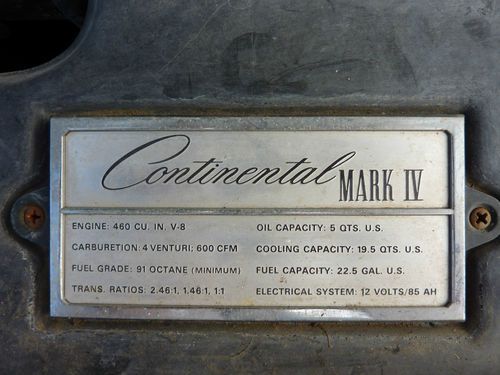 Continental MARK IV
ENGINE: 460 CU. IN. V-8
CARBURETION: 4 VENTURI: 600 CFM
FUEL GRADE: 91 OCTANE (MINIMUM)
TRANS. RATIOS: 2.46:1, 1.46:1, 1:1
OIL CAPACITY: 5 QTS. U.S.
COOLING CAPACITY: 19.5 QTS. U.S.
FUEL CAPACITY: 22.5 GAL. U.S.
ELECTRICAL SYSTEM: 12 VOLTS/85 AH